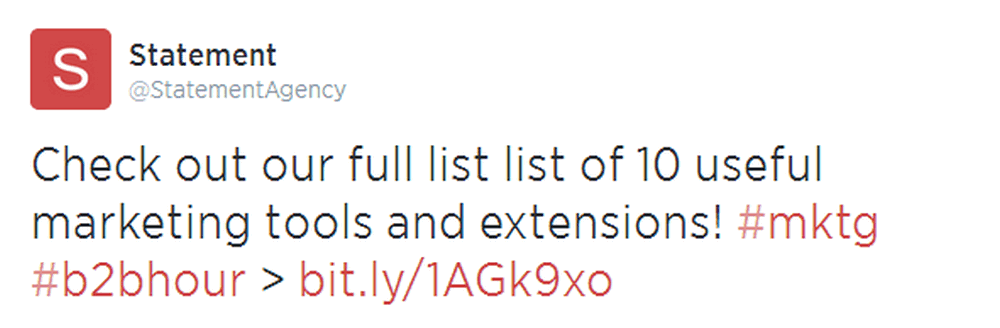 S
Statement
@StatementAgency
Check out our full list list of 10 useful
marketing tools and extensions! #mktg
#b2bhour > bit.ly/1AGk9xo